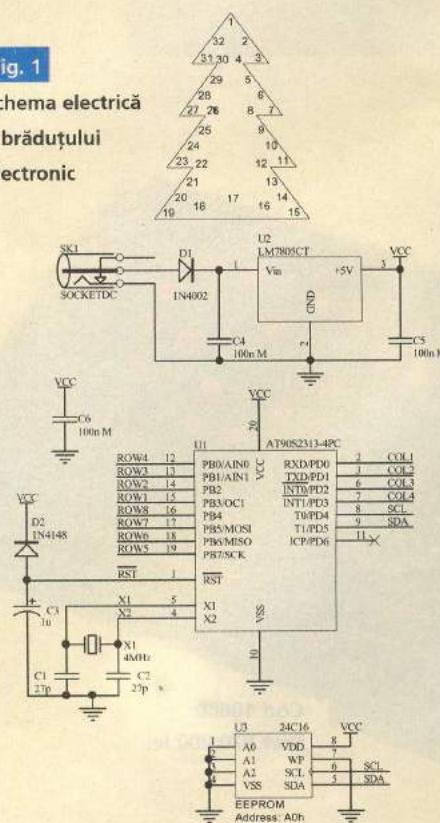 ig. 1
chema electrică
brăduțului
lectronic
1
32 2
31 30 4 3
29 5
28 6
27 26 8 7
25 9
24 10
23 22 12 11
21 13
20 17 14
19 18 16 15
SK1
SOCKETDC
D1
1N4002
C4
100n M
U2
LM7805CT
1 Vin +5V 3
GND
2
VCC
C5
100n M
VCC
C6
100n M
VCC
20
U1 AT90S2313-4PC
ROW4 12 PB0/AIN0
ROW3 13 PB1/AIN1
ROW2 14 PB2
ROW1 15 PB3/OC1
ROW8 16 PB4
ROW7 17 PB5/MOSI
ROW6 18 PB6/MISO
ROW5 19 PB7/SCK
RST 1 RST
X1 5 X1
X2 4 X2
VCC
RXD/PD0 2 COL1
TXD/PD1 3 COL2
INT0/PD2 6 COL3
INT1/PD3 7 COL4
T0/PD4 8 SCL
T1/PD5 9 SDA
ICP/PD6 11
VSS
10
VCC
D2
1N4148
C3
1u
X1
4MHz
C1
27p
C2
27p
U3 24C16
1 A0
2 A1
3 A2
4 VSS
VDD 8 VCC
WP 7
SCL 6 SCL
SDA 5 SDA
EEPROM
Address: A0h